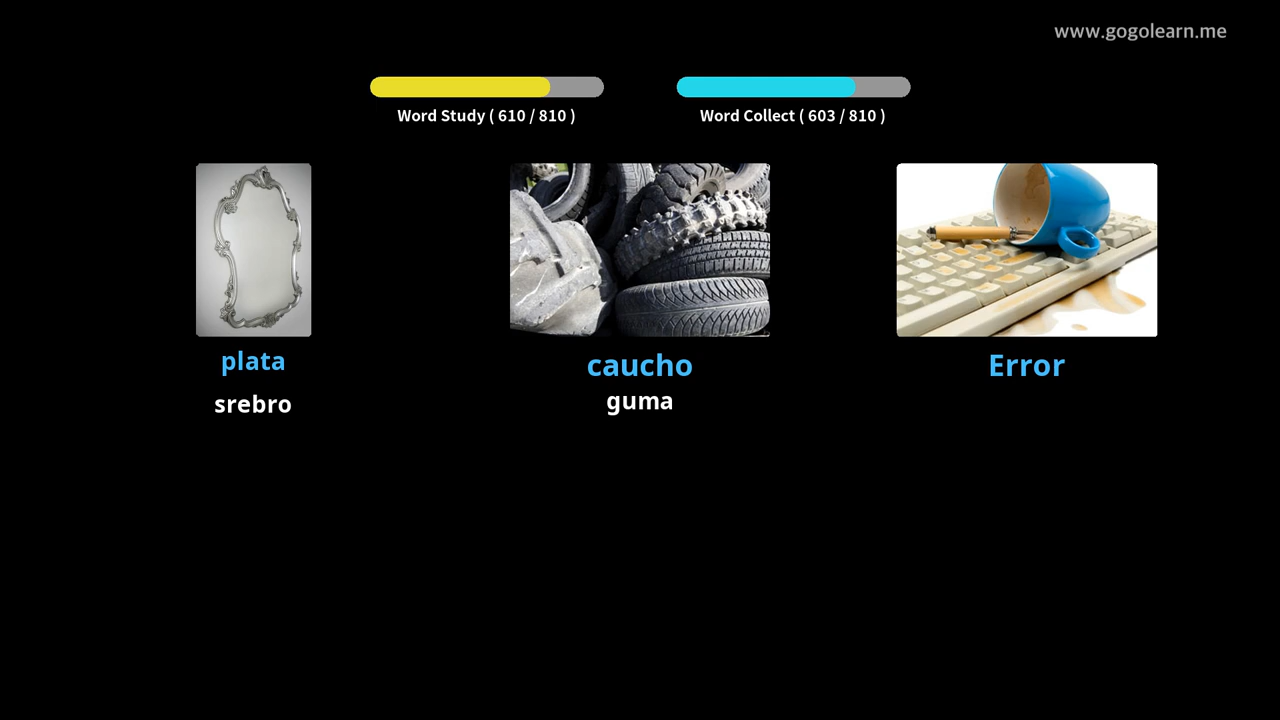 www.gogolearn.me
Word Study ( 610 / 810 )
Word Collect ( 603 / 810 )
plata
srebro
caucho
guma
Error